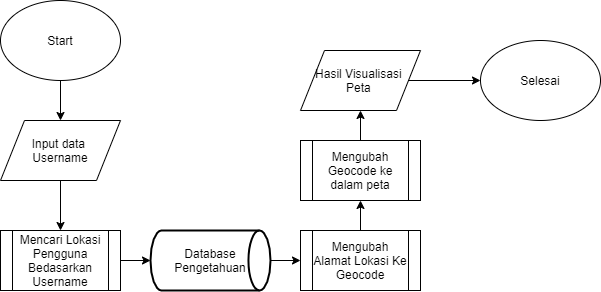 Start
Input data
Username
Mencari Lokasi
Pengguna
Bedasarkan
Username
Database
Pengetahuan
Mengubah
Alamat Lokasi Ke
Geocode
Mengubah
Geocode ke
dalam peta
Hasil Visualisasi
Peta
Selesai